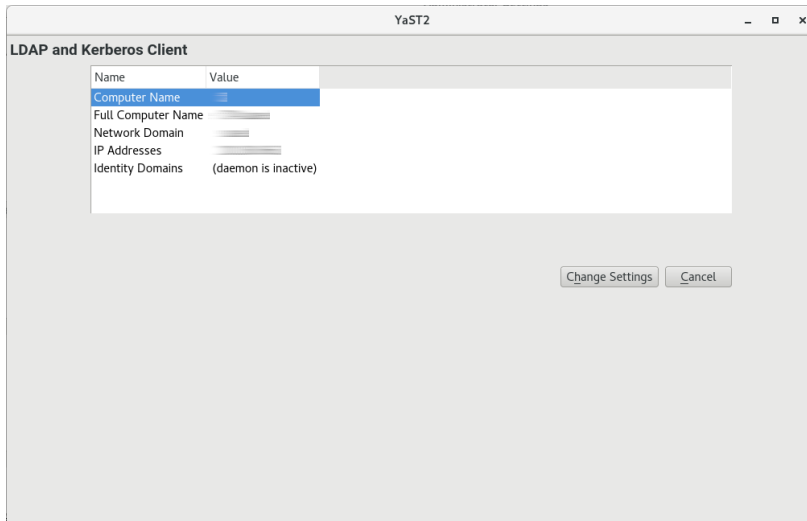 YaST2
LDAP and Kerberos Client
Name Value
Computer Name
Full Computer Name
Network Domain
IP Addresses
Identity Domains (daemon is inactive)
Change Settings Cancel